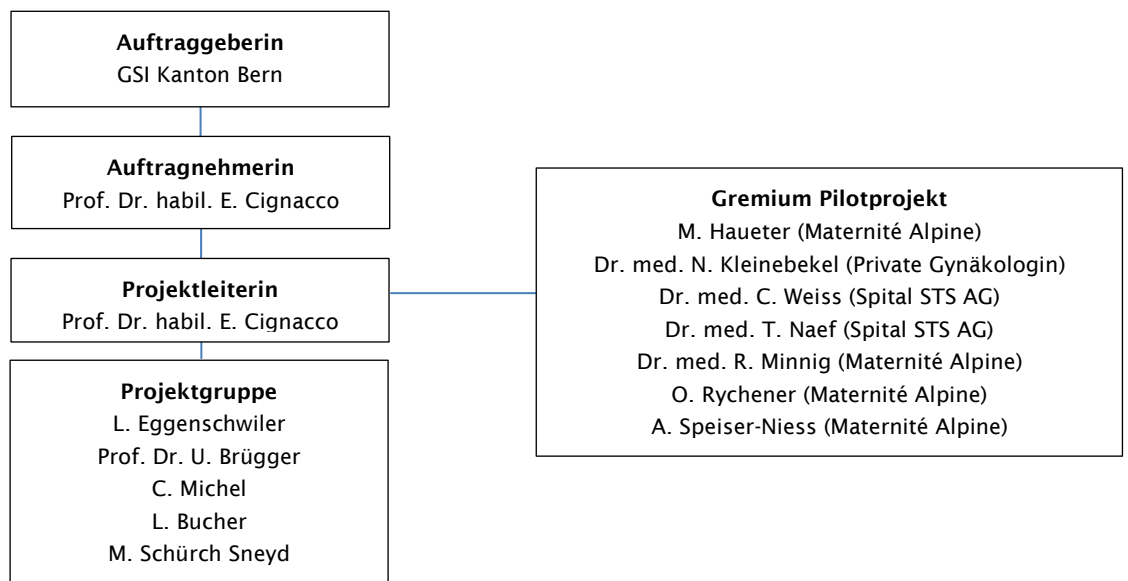 Auftraggeberin
GSI Kanton Bern
Auftragnehmerin
Prof. Dr. habil. E. Cignacco
Projektleiterin
Prof. Dr. habil. E. Cignacco
Projektgruppe
L. Eggenschwiler
Prof. Dr. U. Brügger
C. Michel
L. Bucher
M. Schürch Sneyd
Gremium Pilotprojekt
M. Haueter (Maternité Alpine)
Dr. med. N. Kleinebekel (Private Gynäkologin)
Dr. med. C. Weiss (Spital STS AG)
Dr. med. T. Naef (Spital STS AG)
Dr. med. R. Minnig (Maternité Alpine)
O. Rychener (Maternité Alpine)
A. Speiser-Niess (Maternité Alpine)